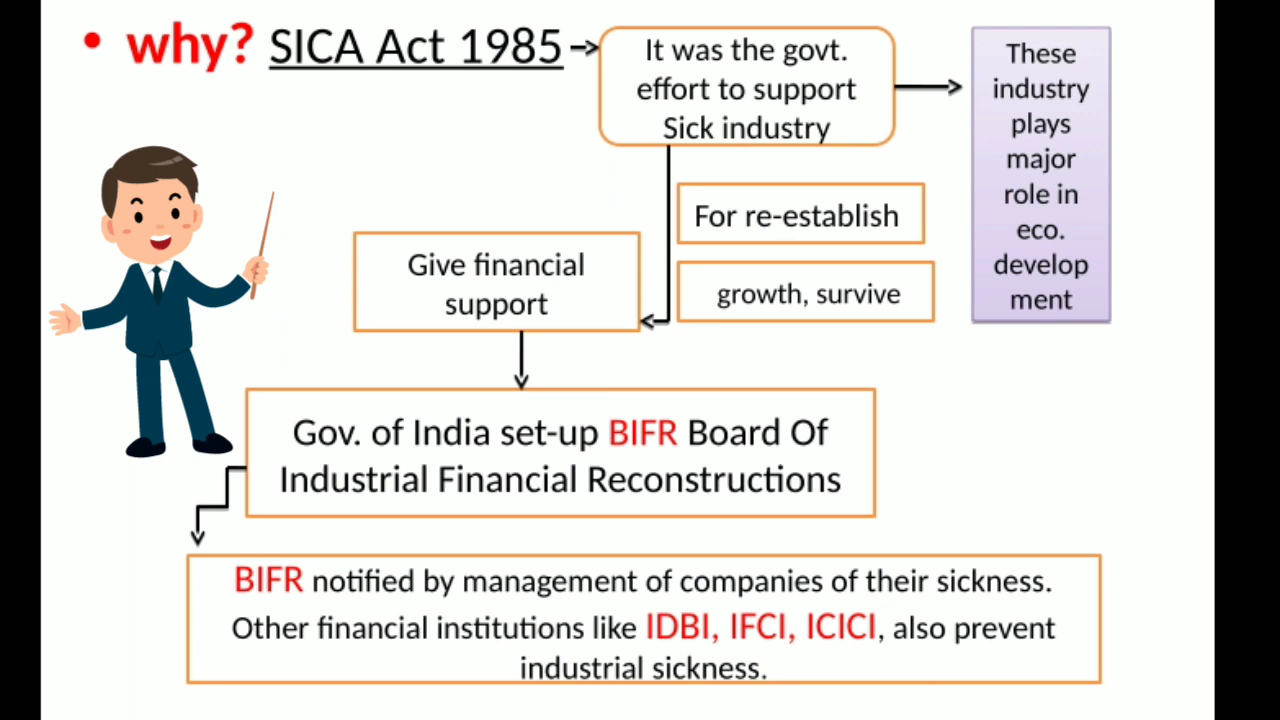 • why? SICA Act 1985
It was the govt.
effort to support
Sick industry
These
industry
plays
major
role in
eco.
develop
ment
For re-establish
growth, survive
Give financial
support
Gov. of India set-up BIFR Board Of
Industrial Financial Reconstructions
BIFR notified by management of companies of their sickness.
Other financial institutions like IDBI, IFCI, ICICI, also prevent
industrial sickness.